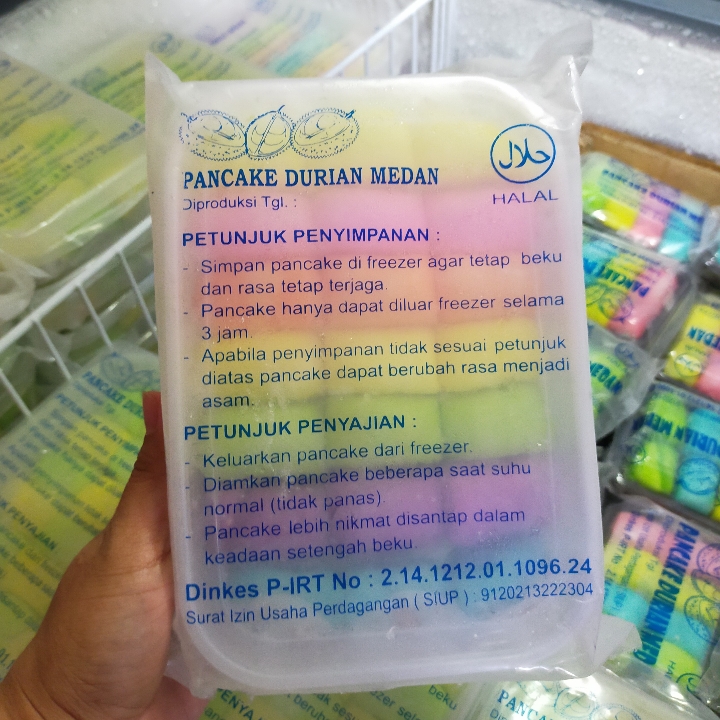 PANCAKE DURIAN MEDAN
Diproduksi Tgl. :
حلال
HALAL
PETUNJUK PENYIMPANAN :
- Simpan pancake di freezer agar tetap beku
dan rasa tetap terjaga.
- Pancake hanya dapat diluar freezer selama
3 jam.
- Apabila penyimpanan tidak sesuai petunjuk
diatas pancake dapat berubah rasa menjadi
asam.
PETUNJUK PENYAJIAN :
- Keluarkan pancake dari freezer.
- Diamkan pancake beberapa saat suhu
normal (tidak panas).
- Pancake lebih nikmat disantap dalam
keadaan setengah beku.
Dinkes P-IRT No : 2.14.1212.01.1096.24
Surat Izin Usaha Perdagangan ( SIUP ) : 9120213222304